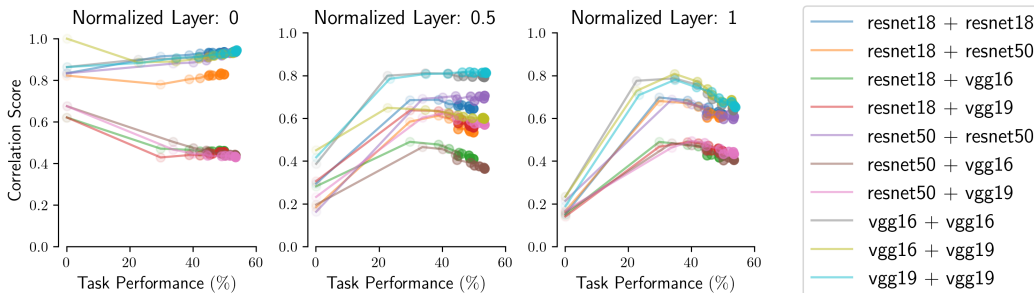 Normalized Layer: 0
Correlation Score
1.0
0.8
0.6
0.4
0.2
0.0
0 20 40 60
Task Performance (%)
Normalized Layer: 0.5
1.0
0.8
0.6
0.4
0.2
0.0
0 20 40 60
Task Performance (%)
Normalized Layer: 1
1.0
0.8
0.6
0.4
0.2
0.0
0 20 40 60
Task Performance (%)
resnet18 + resnet18
resnet18 + resnet50
resnet18 + vgg16
resnet18 + vgg19
resnet50 + resnet50
resnet50 + vgg16
resnet50 + vgg19
vgg16 + vgg16
vgg16 + vgg19
vgg19 + vgg19